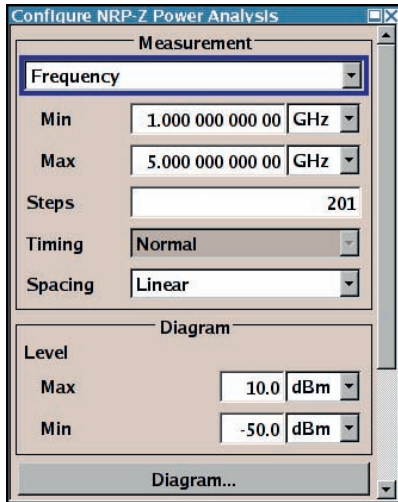 Configure NRP-Z Power Analysis
Measurement
Frequency
Min 1.000 000 000 00 GHz
Max 5.000 000 000 00 GHz
Steps 201
Timing Normal
Spacing Linear
Diagram
Level
Max 10.0 dBm
Min -50.0 dBm
Diagram...